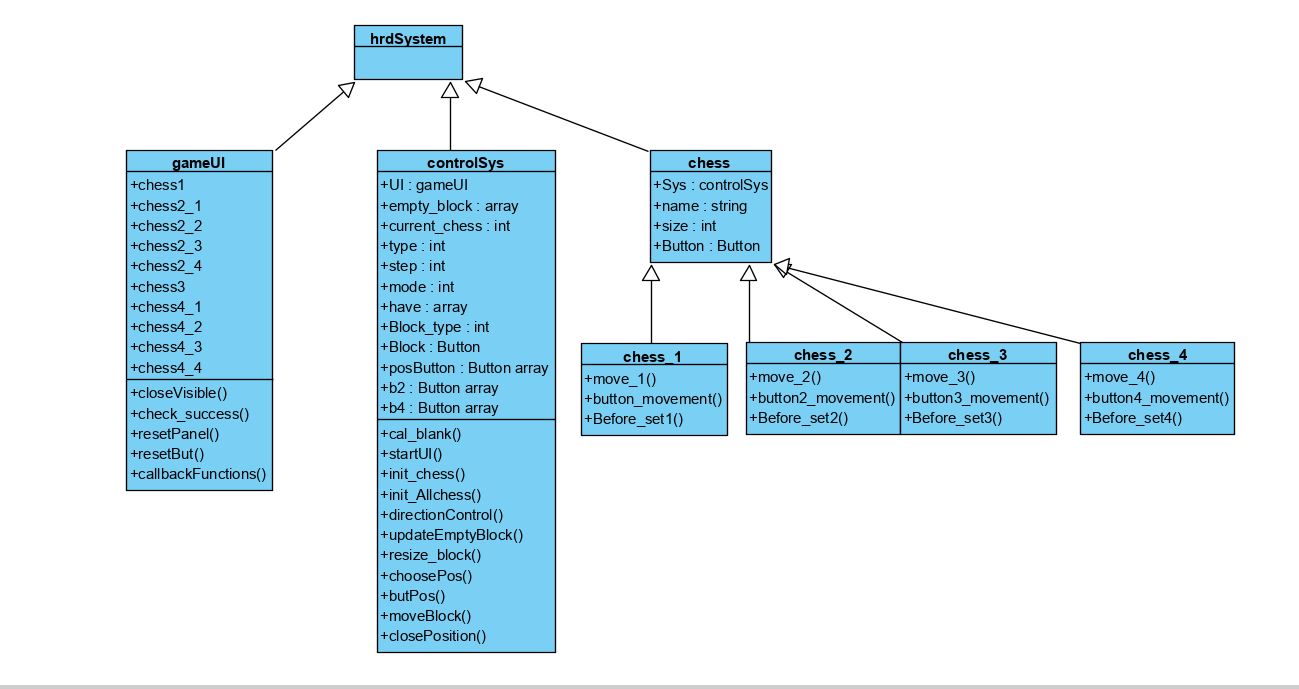 hrdSystem
gameUI
+chess1
+chess2_1
+chess2_2
+chess2_3
+chess2_4
+chess3
+chess4_1
+chess4_2
+chess4_3
+chess4_4
+closeVisible()
+check_success()
+resetPanel()
+resetBut()
+callbackFunctions()
controlSys
+UI : gameUI
+empty_block : array
+current_chess : int
+type : int
+step : int
+mode : int
+have : array
+Block_type : int
+Block : Button
+posButton : Button array
+b2 : Button array
+b4 : Button array
+cal_blank()
+startUI()
+init_chess()
+init_Allchess()
+directionControl()
+updateEmptyBlock()
+resize_block()
+choosePos()
+butPos()
+moveBlock()
+closePosition()
chess
+Sys : controlSys
+name : string
+size : int
+Button : Button
chess_1
+move_1()
+button_movement()
+Before_set1()
chess_2
+move_2()
+button2_movement()
+Before_set2()
chess_3
+move_3()
+button3_movement()
+Before_set3()
chess_4
+move_4()
+button4_movement()
+Before_set4()